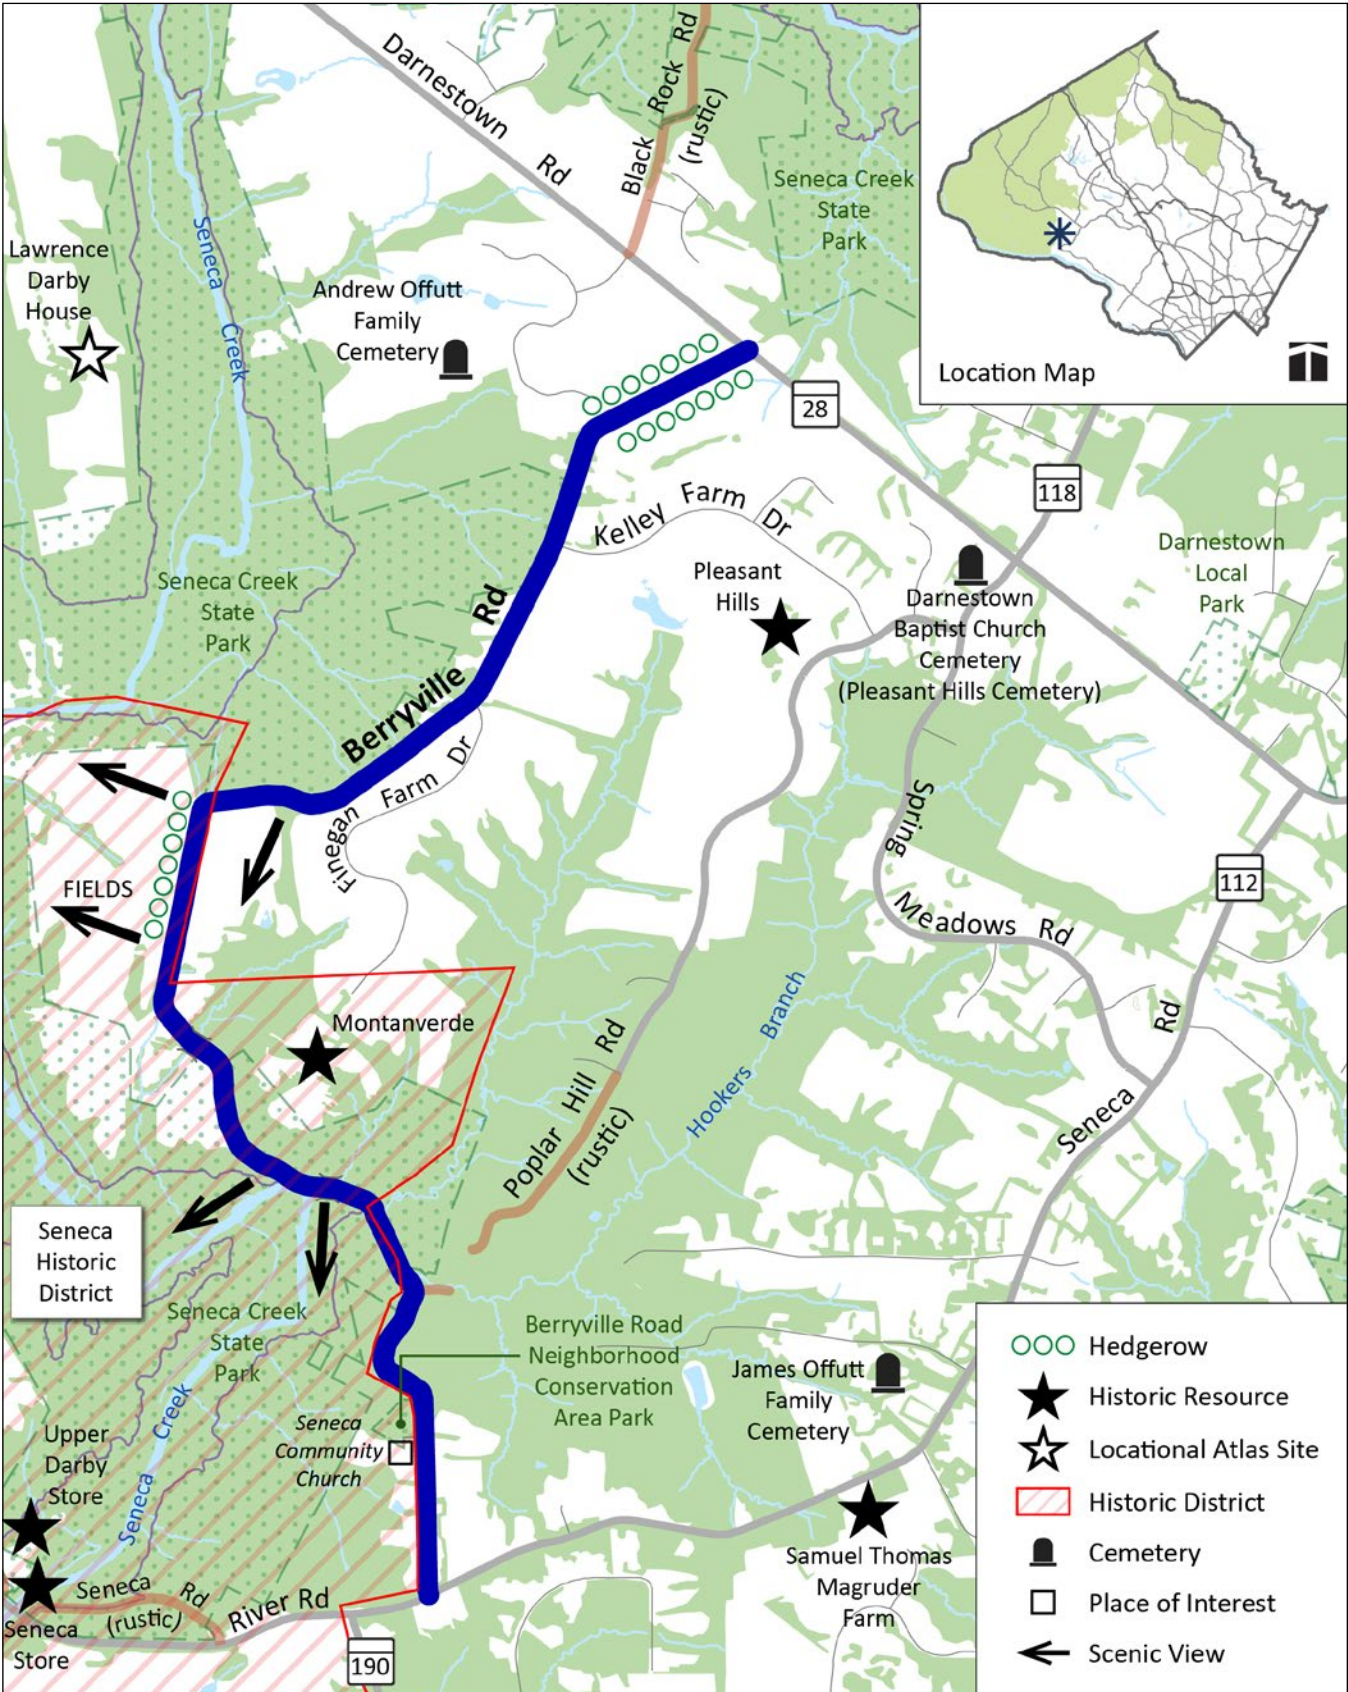 Darnestown Rd
Black Rock Rd
(rustic)
Seneca Creek
State
Park
Location Map
Seneca Creek
Lawrence
Darby
House
Andrew Offutt
Family
Cemetery
28
118
Kelley Farm Dr
Darnestown
Local
Park
Pleasant
Hills
Darnestown
Baptist Church
Cemetery
(Pleasant Hills Cemetery)
Seneca Creek
State
Park
Berryville Rd
Finegan Farm Dr
Spring Meadows Rd
112
FIELDS
Montanverde
Hookers Branch
Poplar Hill Rd
(rustic)
Seneca Rd
Seneca
Historic
District
Seneca Creek
State
Park
Berryville Road
Neighborhood
Conservation
Area Park
James Offutt
Family
Cemetery
Seneca
Community
Church
Upper
Darby
Store
Seneca Creek
Samuel Thomas
Magruder
Farm
Seneca Rd
(rustic)
River Rd
Seneca
Store
190
Hedgerow
Historic Resource
Locational Atlas Site
Historic District
Cemetery
Place of Interest
Scenic View